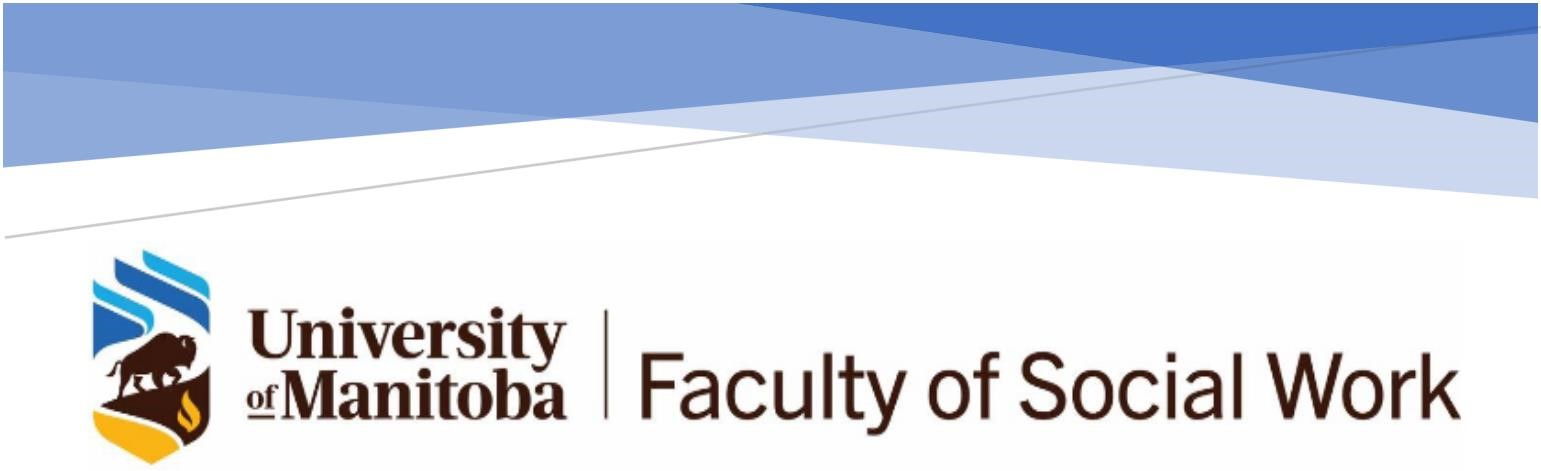 University
of Manitoba
Faculty of Social Work